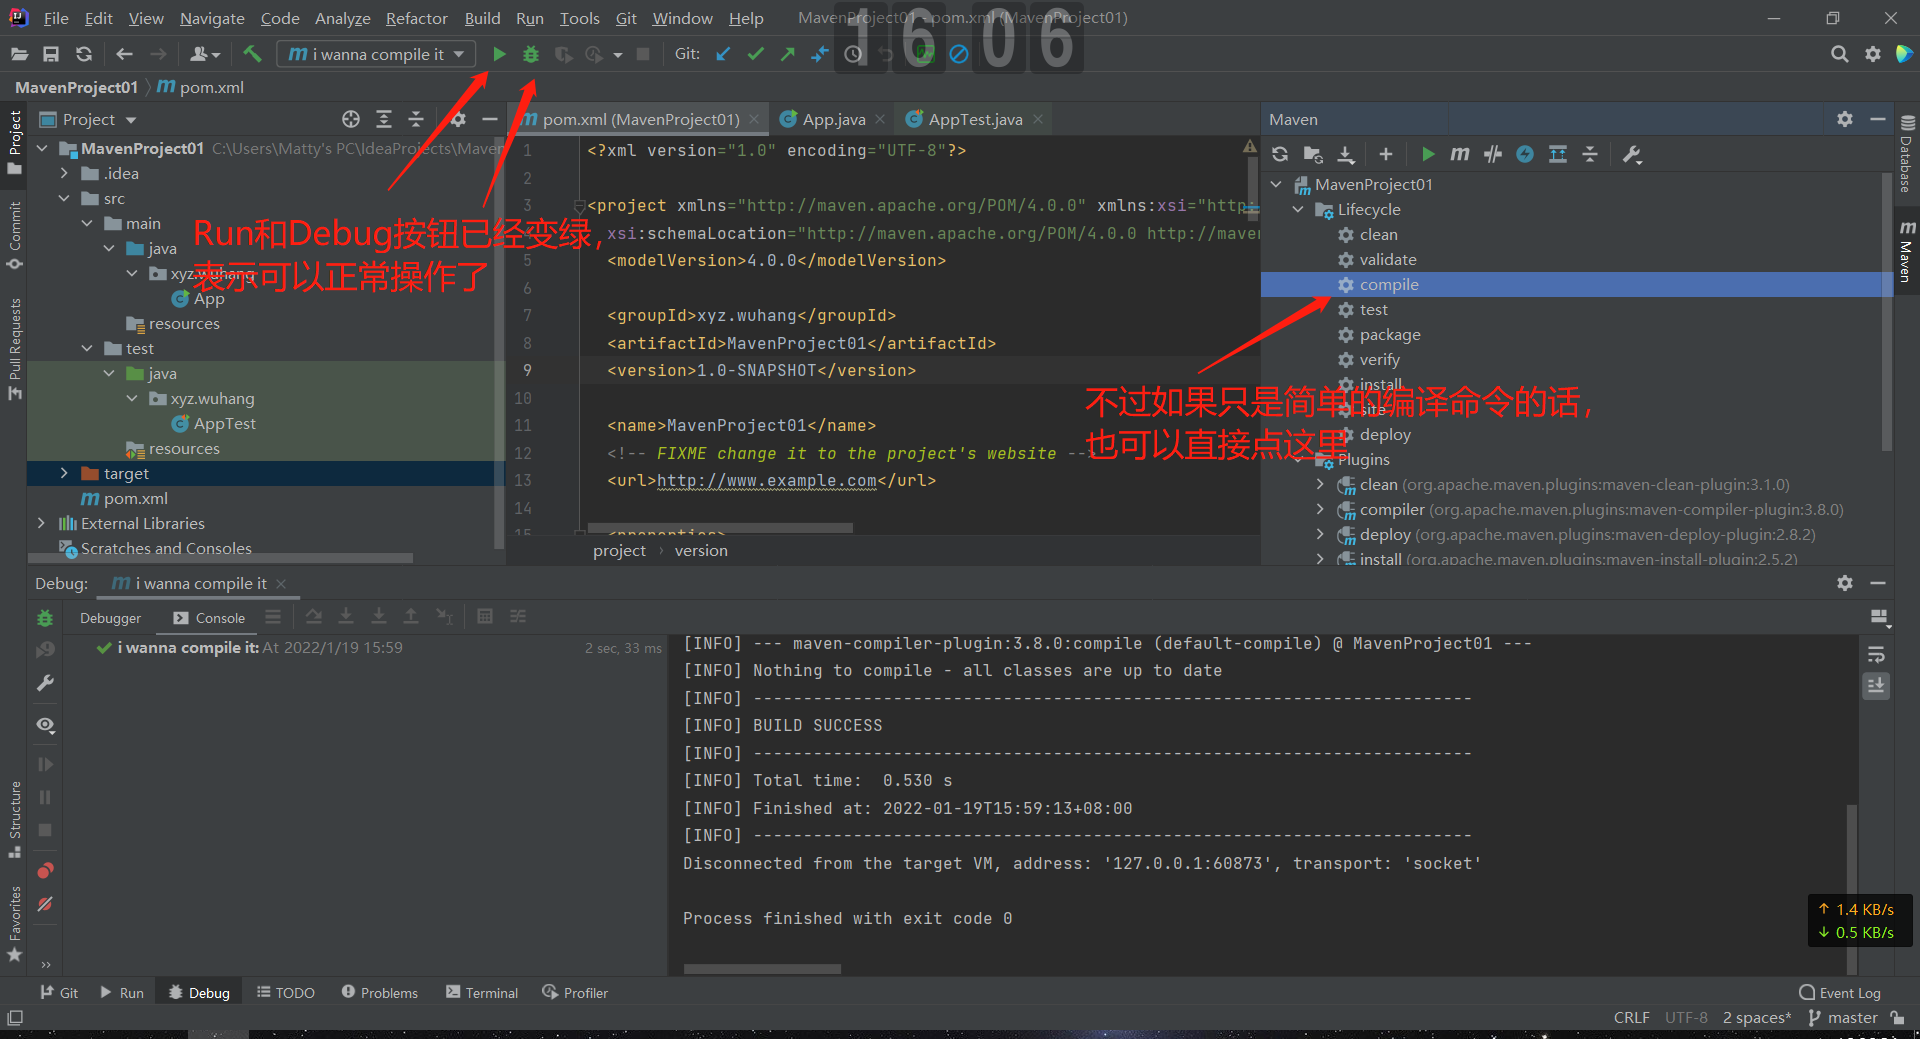 File Edit View Navigate Code Analyze Refactor Build Run Tools Git Window Help MavenProject01 - pom.xml (MavenProject01)
16 06
i wanna compile it Git:
MavenProject01 pom.xml
Project
pom.xml (MavenProject01) App.java AppTest.java
Maven
Project
Commit
Pull Requests
Structure
Favorites
MavenProject01 C:\Users\Matty's PC\IdeaProjects\Maven
.idea
src
main
java
xyz.wuhang
App
resources
test
java
xyz.wuhang
AppTest
resources
target
pom.xml
External Libraries
Scratches and Consoles
Run和Debug按钮已经变绿,
表示可以正常操作了
1 <?xml version="1.0" encoding="UTF-8"?>
2
3 <project xmlns="http://maven.apache.org/POM/4.0.0" xmlns:xsi="http:
xsi:schemaLocation="http://maven.apache.org/POM/4.0.0 http://maven
5 <modelVersion>4.0.0</modelVersion>
6
7 <groupId>xyz.wuhang</groupId>
8 <artifactId>MavenProject01</artifactId>
9 <version>1.0-SNAPSHOT</version>
10
11 <name>MavenProject01</name>
12 <!-- FIXME change it to the project's website --
13 <url>http://www.example.com</url>
14
15 <properties>
project › version
MavenProject01
Lifecycle
clean
validate
compile
test
package
verify
install
site
deploy
Plugins
clean (org.apache.maven.plugins:maven-clean-plugin:3.1.0)
compiler (org.apache.maven.plugins:maven-compiler-plugin:3.8.0)
deploy (org.apache.maven.plugins:maven-deploy-plugin:2.8.2)
install (org.apache.maven.plugins:maven-install-plugin:2.5.2)
不过如果只是简单的编译命令的话,
也可以直接点这里
Database
Maven
Debug: i wanna compile it
Debugger Console
i wanna compile it: At 2022/1/19 15:59 2 sec, 33 ms
[INFO] --- maven-compiler-plugin:3.8.0:compile (default-compile) @ MavenProject01 ---
[INFO] Nothing to compile - all classes are up to date
[INFO] ------------------------------------------------------------------------
[INFO] BUILD SUCCESS
[INFO] ------------------------------------------------------------------------
[INFO] Total time:  0.530 s
[INFO] Finished at: 2022-01-19T15:59:13+08:00
[INFO] ------------------------------------------------------------------------
Disconnected from the target VM, address: '127.0.0.1:60873', transport: 'socket'
Process finished with exit code 0
↑ 1.4 KB/s
↓ 0.5 KB/s
Git Run Debug TODO Problems Terminal Profiler Event Log
CRLF UTF-8 2 spaces* master